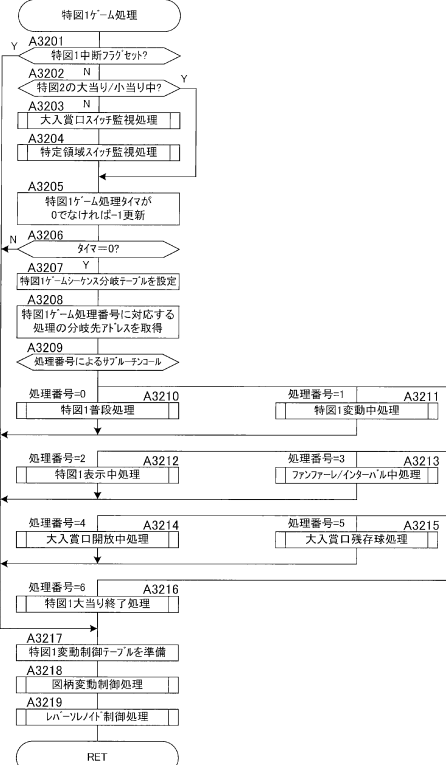 特図1ゲーム処理
A3201
Y
特図1中断フラグセット?
A3202
N
特図2の大当り/小当り中?
Y
A3203
N
大入賞口スイッチ監視処理
A3204
特定領域スイッチ監視処理
A3205
特図1ゲーム処理タイマが
0でなければ-1更新
A3206
N
タイマ=0?
A3207
Y
特図1ゲームシーケンス分岐テーブルを設定
A3208
特図1ゲーム処理番号に対応する
処理の分岐先アドレスを取得
A3209
処理番号によるサブルーチンコール
処理番号=0
A3210
特図1普段処理
処理番号=1
A3211
特図1変動中処理
処理番号=2
A3212
特図1表示中処理
処理番号=3
A3213
ファンファーレ/インターバル中処理
処理番号=4
A3214
大入賞口開放中処理
処理番号=5
A3215
大入賞口残存球処理
処理番号=6
A3216
特図1大当り終了処理
A3217
特図1変動制御テーブルを準備
A3218
図柄変動制御処理
A3219
レバーソレノイド制御処理
RET